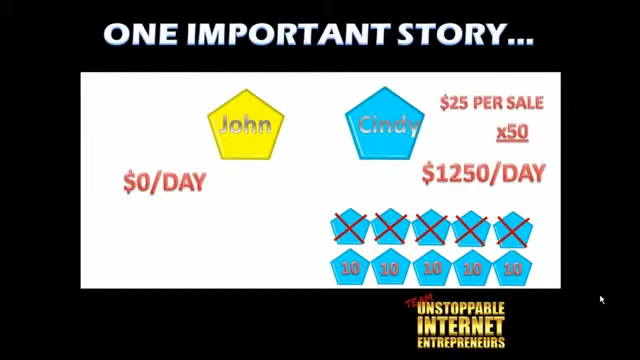 ONE IMPORTANT STORY...
John
Cindy
$25 PER SALE
x50
$0/DAY
$1250/DAY
10 10 10 10 10
TEAM
UNSTOPPABLE
INTERNET
ENTREPRENEURS